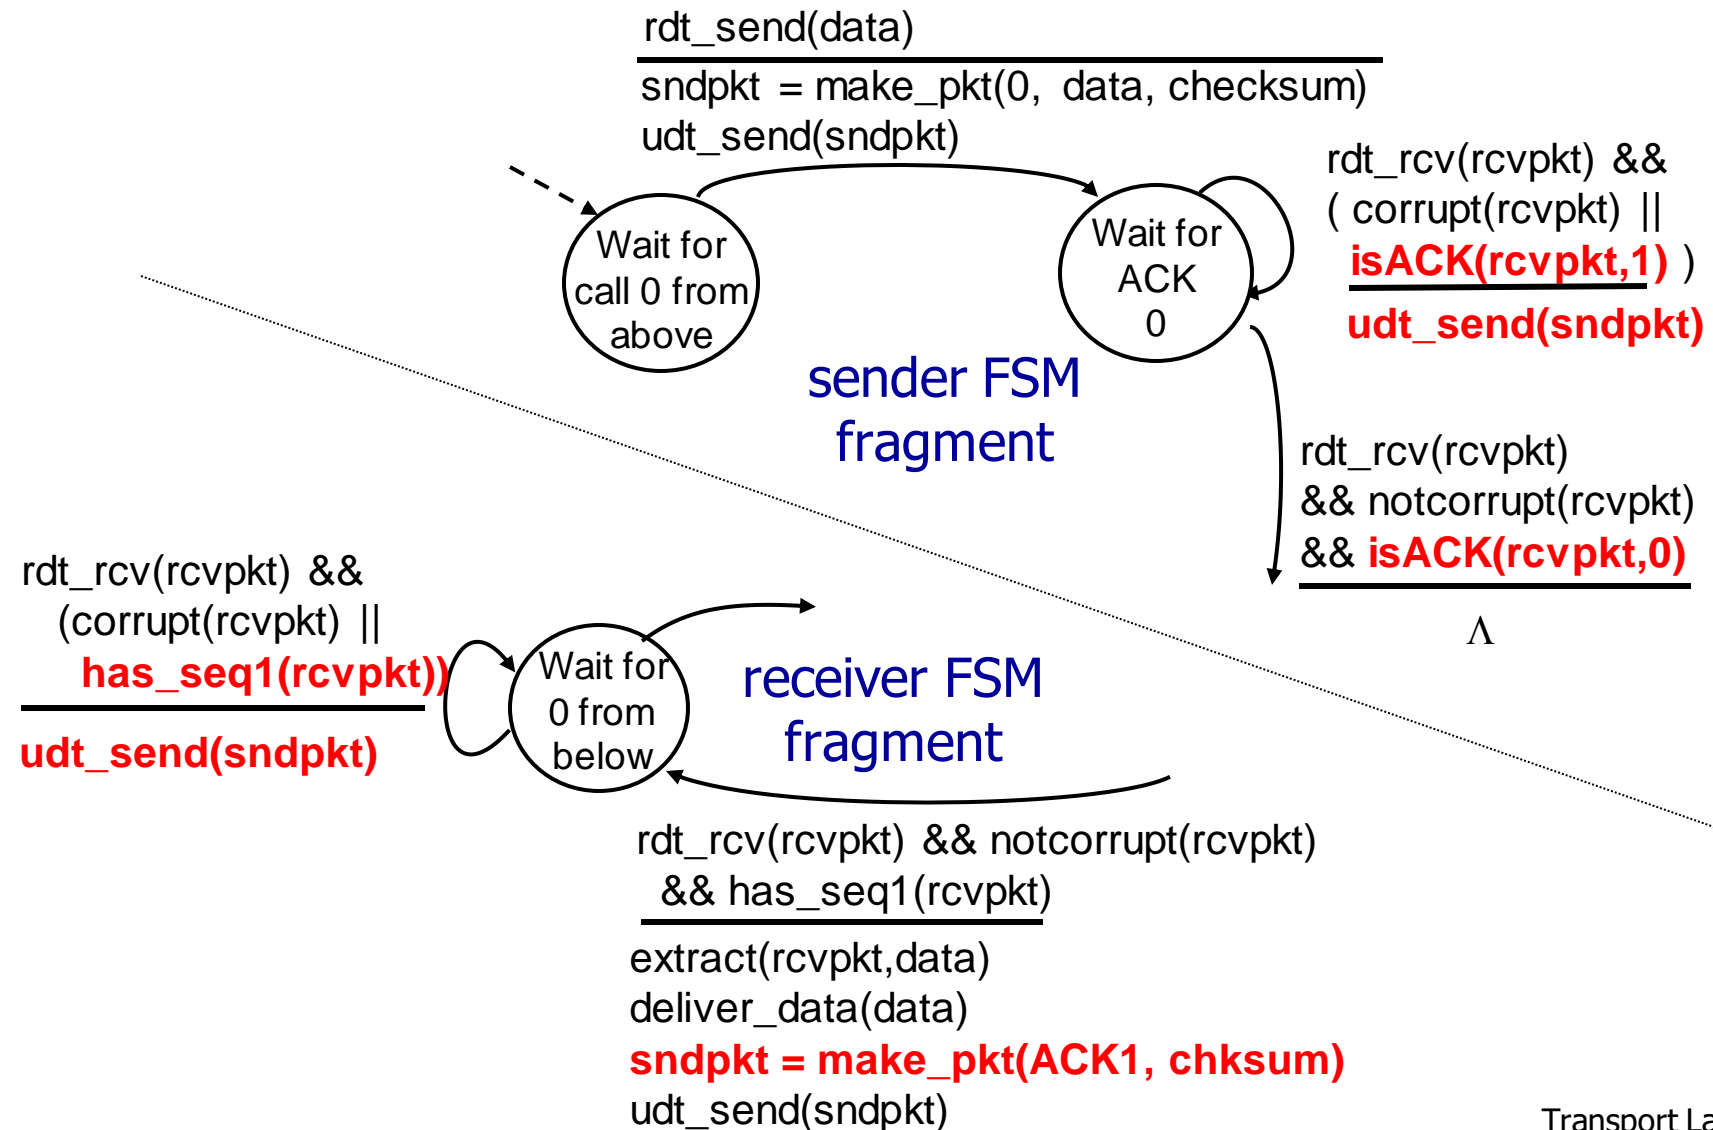 rdt_send(data)
sndpkt = make_pkt(0, data, checksum)
udt_send(sndpkt)
rdt_rcv(rcvpkt) &&
( corrupt(rcvpkt) ||
isACK(rcvpkt,1) )
udt_send(sndpkt)
Wait for
call 0 from
above
Wait for
ACK
0
sender FSM
fragment
rdt_rcv(rcvpkt)
&& notcorrupt(rcvpkt)
&& isACK(rcvpkt,0)
Λ
rdt_rcv(rcvpkt) &&
(corrupt(rcvpkt) ||
has_seq1(rcvpkt))
udt_send(sndpkt)
Wait for
0 from
below
receiver FSM
fragment
rdt_rcv(rcvpkt) && notcorrupt(rcvpkt)
&& has_seq1(rcvpkt)
extract(rcvpkt,data)
deliver_data(data)
sndpkt = make_pkt(ACK1, chksum)
udt_send(sndpkt)
Transport La